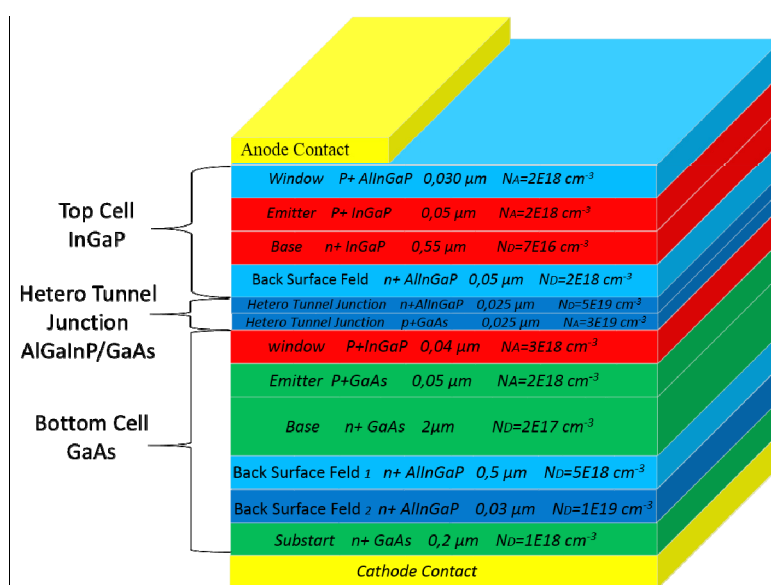 Anode Contact
Window P+ AlInGaP 0,030 µm NA=2E18 cm-3
Emitter P+ InGaP 0,05 µm NA=2E18 cm-3
Base n+ InGaP 0,55 µm ND=7E16 cm-3
Back Surface Feld n+ AlInGaP 0,05 µm ND=2E18 cm-3
Hetero Tunnel Junction n+AlInGaP 0,025 µm ND=5E19 cm-3
Hetero Tunnel Junction p+GaAs 0,025 µm NA=3E19 cm-3
window P+InGaP 0,04 µm NA=3E18 cm-3
Emitter P+GaAs 0,05 µm NA=2E18 cm-3
Base n+ GaAs 2µm ND=2E17 cm-3
Back Surface Feld 1 n+ AlInGaP 0,5 µm ND=5E18 cm-3
Back Surface Feld 2 n+ AlInGaP 0,03 µm ND=1E19 cm-3
Substart n+ GaAs 0,2 µm ND=1E18 cm-3
Cathode Contact
Top Cell
InGaP
Hetero Tunnel
Junction
AlGaInP/GaAs
Bottom Cell
GaAs